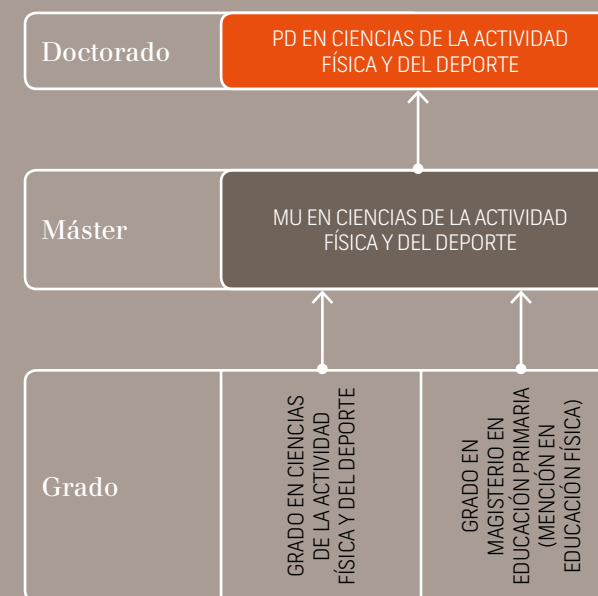 Doctorado
PD EN CIENCIAS DE LA ACTIVIDAD
FÍSICA Y DEL DEPORTE
Máster
MU EN CIENCIAS DE LA ACTIVIDAD
FÍSICA Y DEL DEPORTE
Grado
GRADO EN CIENCIAS
DE LA ACTIVIDAD
FÍSICA Y DEL DEPORTE
GRADO EN
MAGISTERIO EN
EDUCACIÓN PRIMARIA
(MENCIÓN EN
EDUCACIÓN FÍSICA)